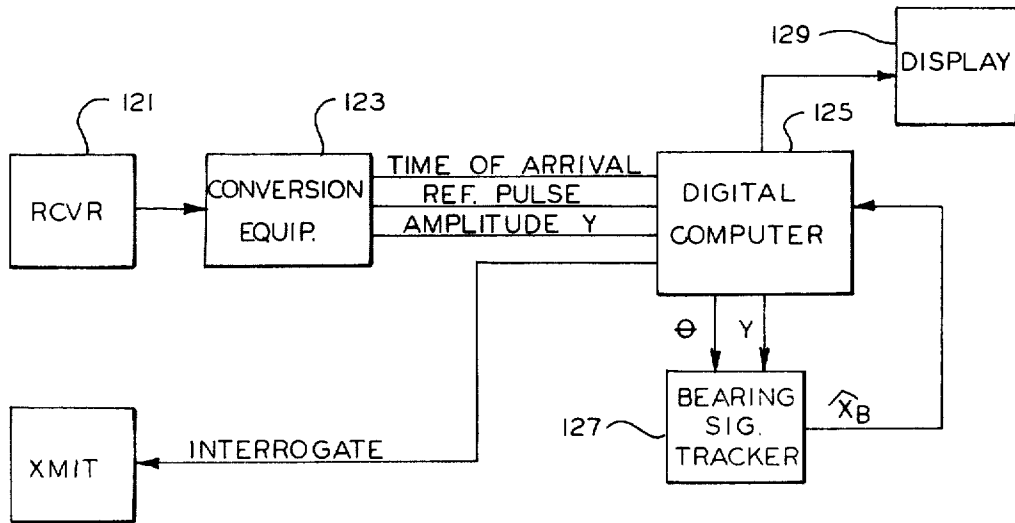 129
DISPLAY
121
123
125
RCVR
CONVERSION
EQUIP.
TIME OF ARRIVAL
REF. PULSE
AMPLITUDE Y
DIGITAL
COMPUTER
θ
Y
XMIT
INTERROGATE
127
BEARING
SIG.
TRACKER
X̂B